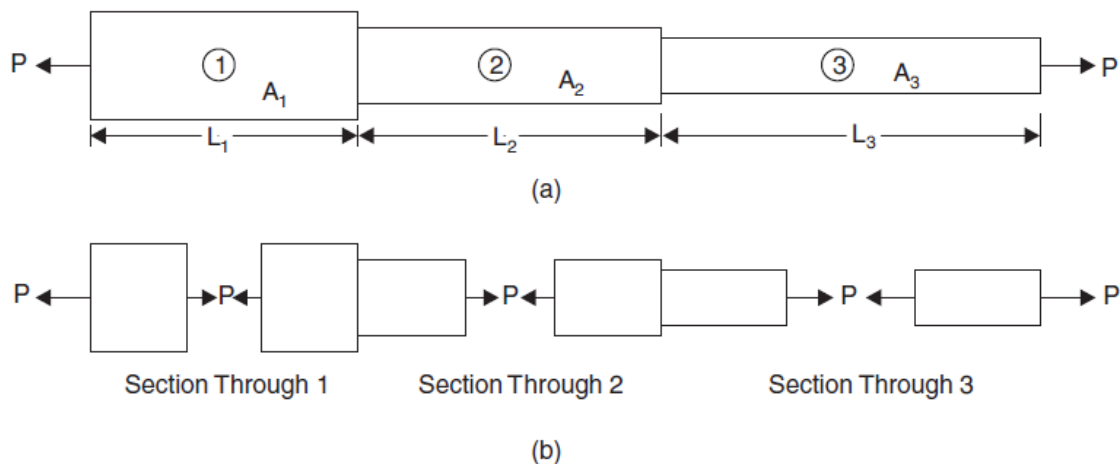 P ① A₁ ② A₂ ③ A₃ P
L₁ L₂ L₃
(a)
P P P P P
Section Through 1 Section Through 2 Section Through 3
(b)